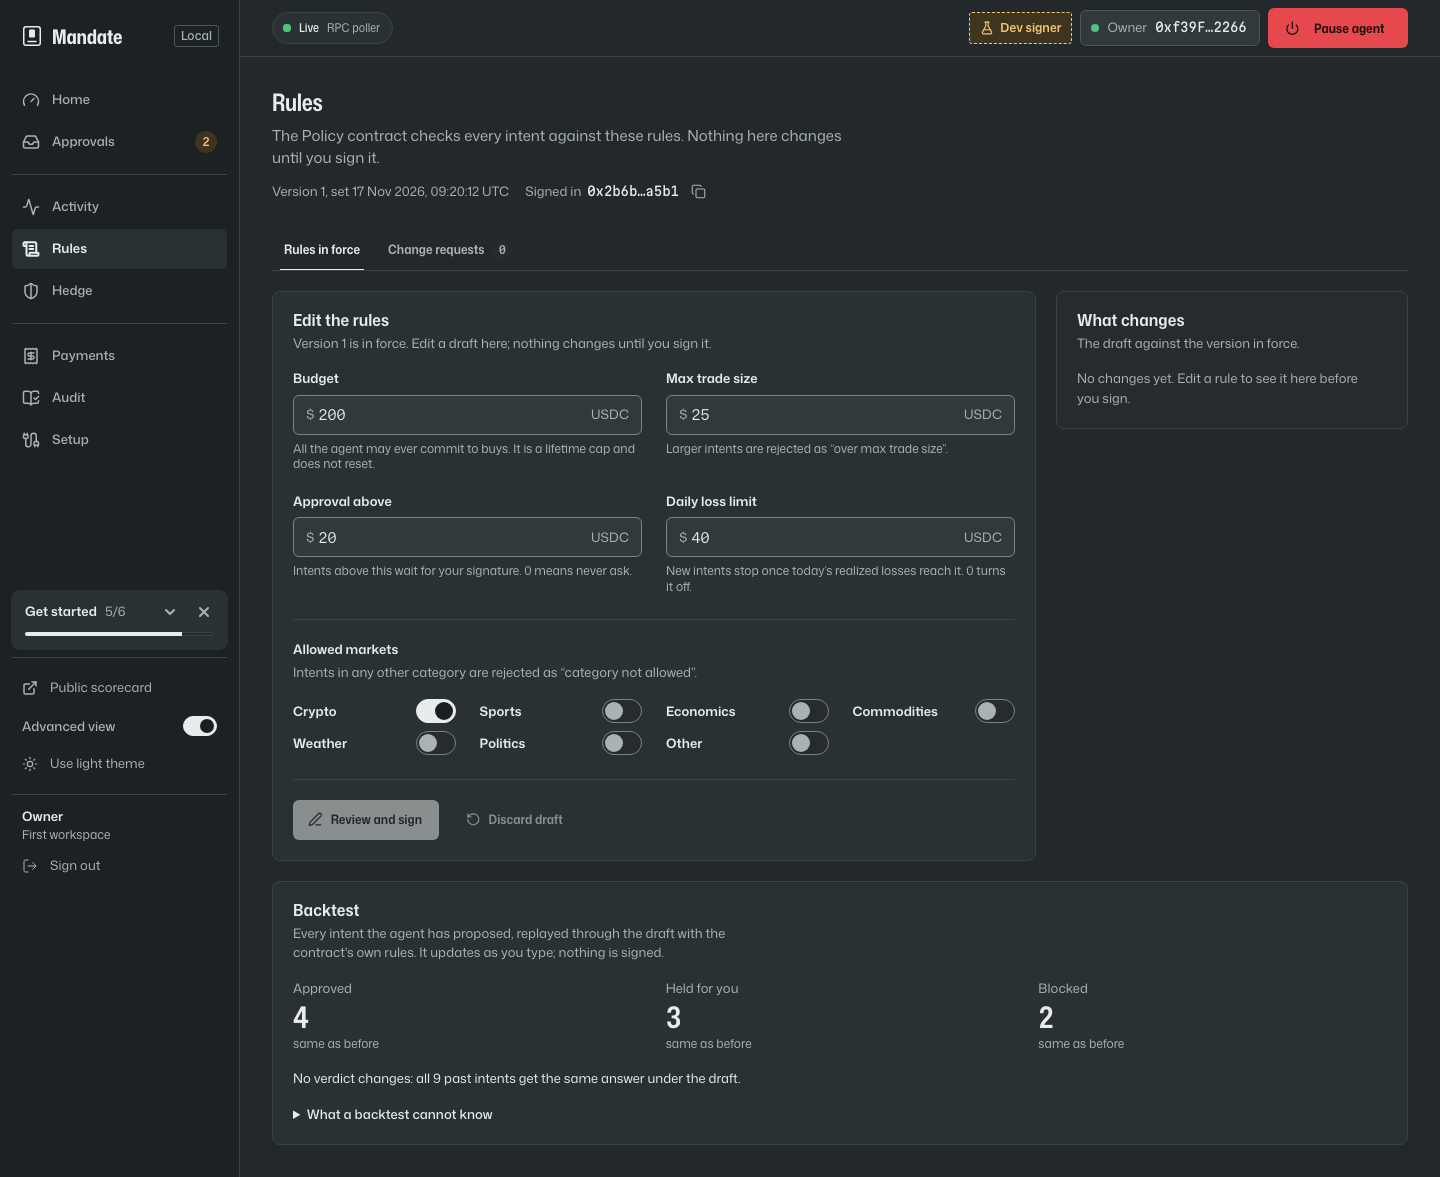 Mandate
Local
Home
Approvals
2
Activity
Rules
Hedge
Payments
Audit
Setup
Get started 5/6
Public scorecard
Advanced view
Use light theme
Owner
First workspace
Sign out
Live RPC poller
Dev signer
Owner 0xf39F…2266
Pause agent
Rules
The Policy contract checks every intent against these rules. Nothing here changes
until you sign it.
Version 1, set 17 Nov 2026, 09:20:12 UTC Signed in 0x2b6b…a5b1
Rules in force
Change requests 0
Edit the rules
Version 1 is in force. Edit a draft here; nothing changes until you sign it.
Budget
$ 200 USDC
All the agent may ever commit to buys. It is a lifetime cap and
does not reset.
Max trade size
$ 25 USDC
Larger intents are rejected as “over max trade size”.
Approval above
$ 20 USDC
Intents above this wait for your signature. 0 means never ask.
Daily loss limit
$ 40 USDC
New intents stop once today’s realized losses reach it. 0 turns
it off.
Allowed markets
Intents in any other category are rejected as “category not allowed”.
Crypto Sports Economics Commodities
Weather Politics Other
Review and sign
Discard draft
What changes
The draft against the version in force.
No changes yet. Edit a rule to see it here before
you sign.
Backtest
Every intent the agent has proposed, replayed through the draft with the
contract’s own rules. It updates as you type; nothing is signed.
Approved
4
same as before
Held for you
3
same as before
Blocked
2
same as before
No verdict changes: all 9 past intents get the same answer under the draft.
What a backtest cannot know